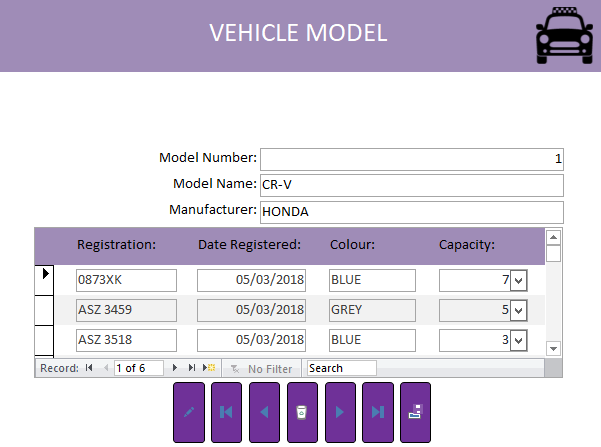 VEHICLE MODEL
Model Number: 1
Model Name: CR-V
Manufacturer: HONDA
Registration: Date Registered: Colour: Capacity:
0873XK 05/03/2018 BLUE 7
ASZ 3459 05/03/2018 GREY 5
ASZ 3518 05/03/2018 BLUE 3
Record: 1 of 6 No Filter Search